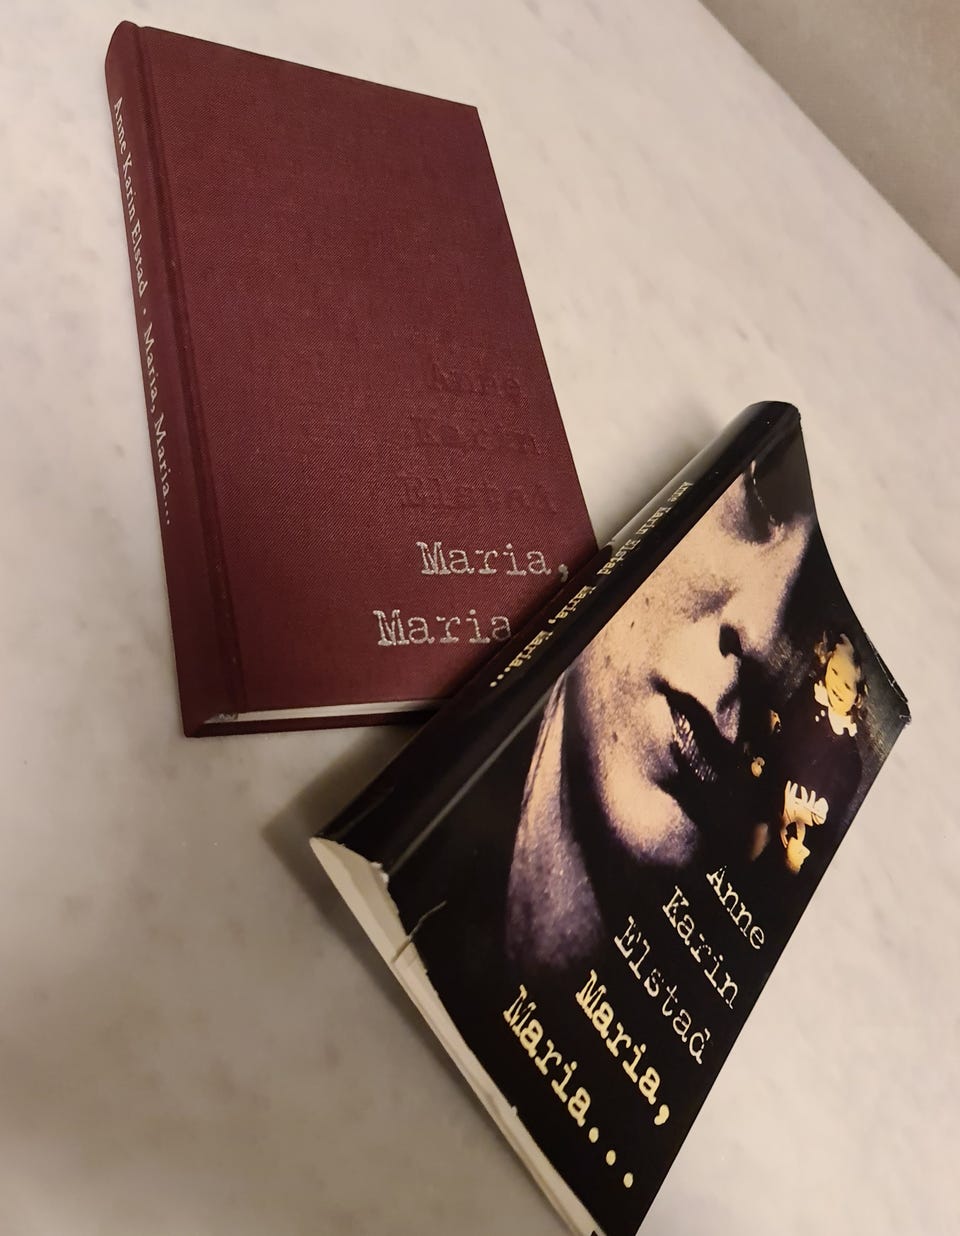 Anne Karin Elstad · Maria, Maria...
Anne
Karin
Elstad
Maria,
Maria
Anne Karin Elstad Maria, Maria...
Anne
Karin
Elstad
Maria,
Maria...